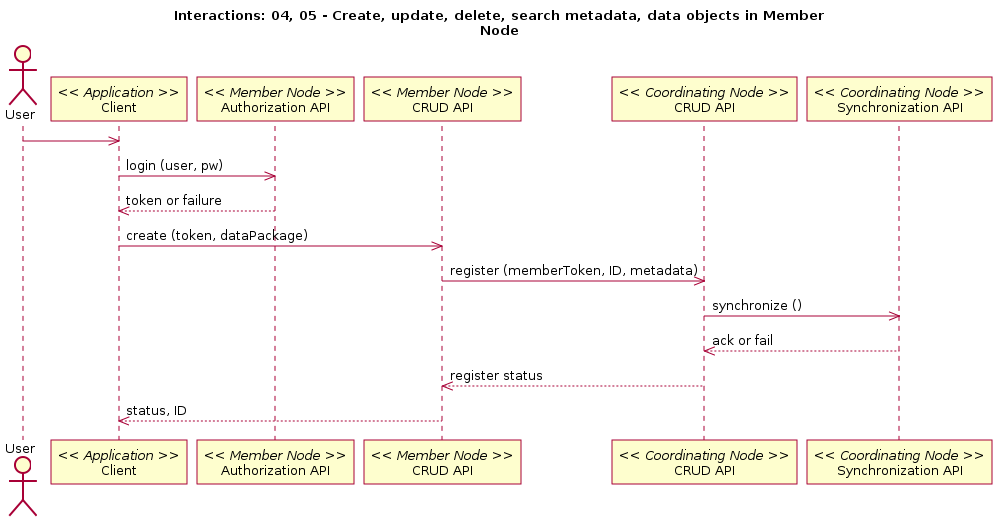 Interactions: 04, 05 - Create, update, delete, search metadata, data objects in Member
Node
User
<< Application >>
Client
<< Member Node >>
Authorization API
<< Member Node >>
CRUD API
<< Coordinating Node >>
CRUD API
<< Coordinating Node >>
Synchronization API
login (user, pw)
token or failure
create (token, dataPackage)
register (memberToken, ID, metadata)
synchronize ()
ack or fail
register status
status, ID
User
<< Application >>
Client
<< Member Node >>
Authorization API
<< Member Node >>
CRUD API
<< Coordinating Node >>
CRUD API
<< Coordinating Node >>
Synchronization API